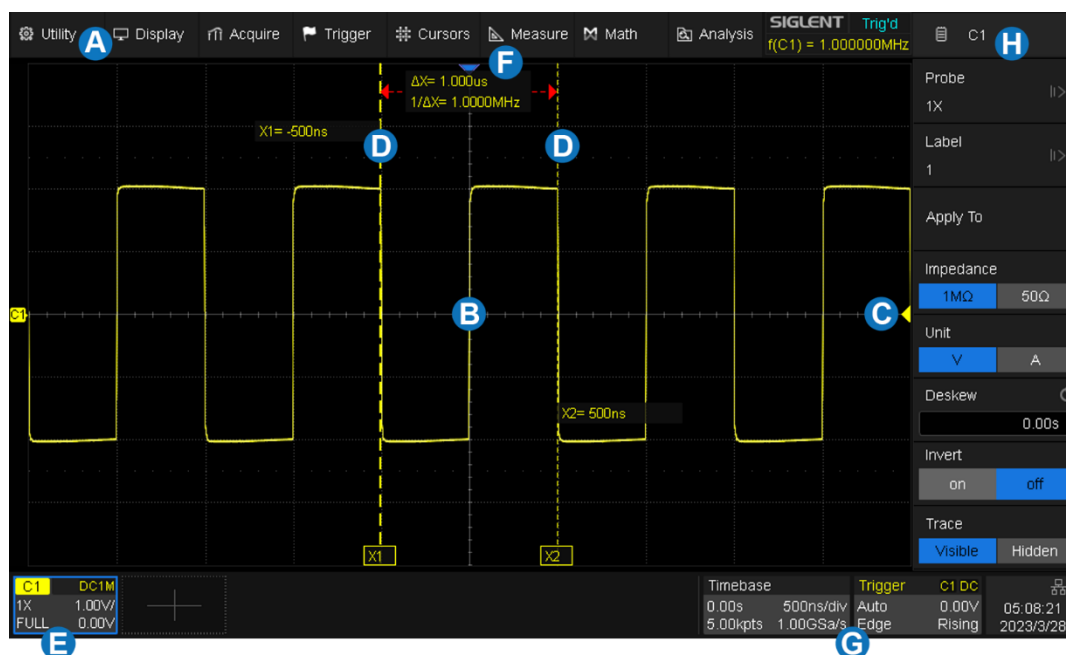 Utility
A
Display
Acquire
Trigger
Cursors
Measure
Math
Analysis
SIGLENT
Trig'd
f(C1) = 1.000000MHz
C1
H
F
ΔX= 1.000us
1/ΔX= 1.0000MHz
X1= -500ns
D
D
C1
B
C
X2= 500ns
X1
X2
Probe
1X
Label
1
Apply To
Impedance
1MΩ
50Ω
Unit
V
A
Deskew
0.00s
Invert
on
off
Trace
Visible
Hidden
C1 DC1M
1X 1.00V/
FULL 0.00V
E
Timebase
0.00s 500ns/div
5.00kpts 1.00GSa/s
G
Trigger C1 DC
Auto 0.00V
Edge Rising
05:08:21
2023/3/28